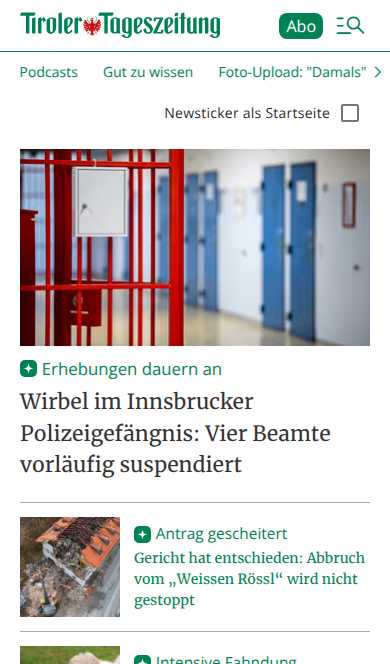 Tiroler Tageszeitung
Abo
Podcasts Gut zu wissen Foto-Upload: "Damals"
Newsticker als Startseite
Erhebungen dauern an
Wirbel im Innsbrucker
Polizeigefängnis: Vier Beamte
vorläufig suspendiert
Antrag gescheitert
Gericht hat entschieden: Abbruch
vom „Weissen Rössl“ wird nicht
gestoppt
Intensive Fahndung